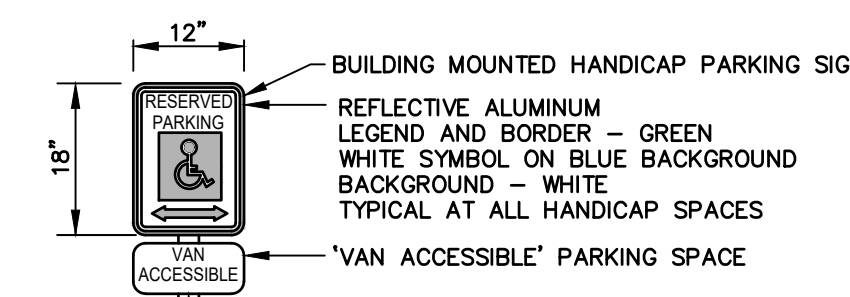 12"
BUILDING MOUNTED HANDICAP PARKING SIG
18"
RESERVED
PARKING
REFLECTIVE ALUMINUM
LEGEND AND BORDER – GREEN
WHITE SYMBOL ON BLUE BACKGROUND
BACKGROUND – WHITE
TYPICAL AT ALL HANDICAP SPACES
VAN
ACCESSIBLE
'VAN ACCESSIBLE' PARKING SPACE